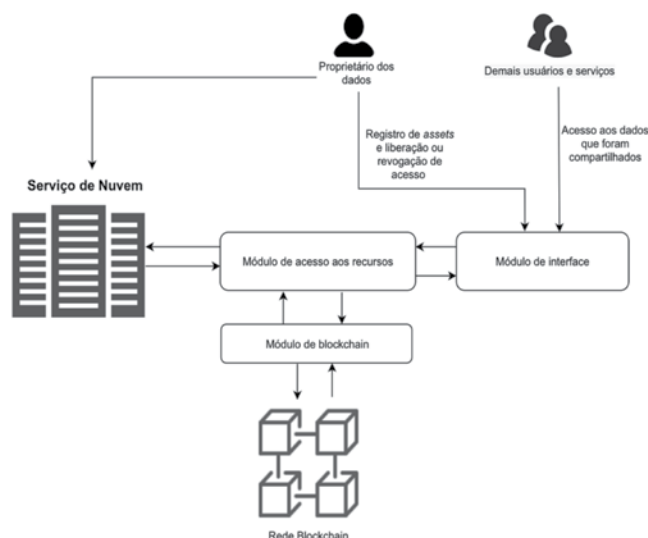 Proprietário dos
dados
Demais usuários e serviços
Registro de assets
e liberação ou
revogação de
acesso
Acesso aos dados
que foram
compartilhados
Serviço de Nuvem
Módulo de acesso aos recursos
Módulo de interface
Módulo de blockchain
Rede Blockchain